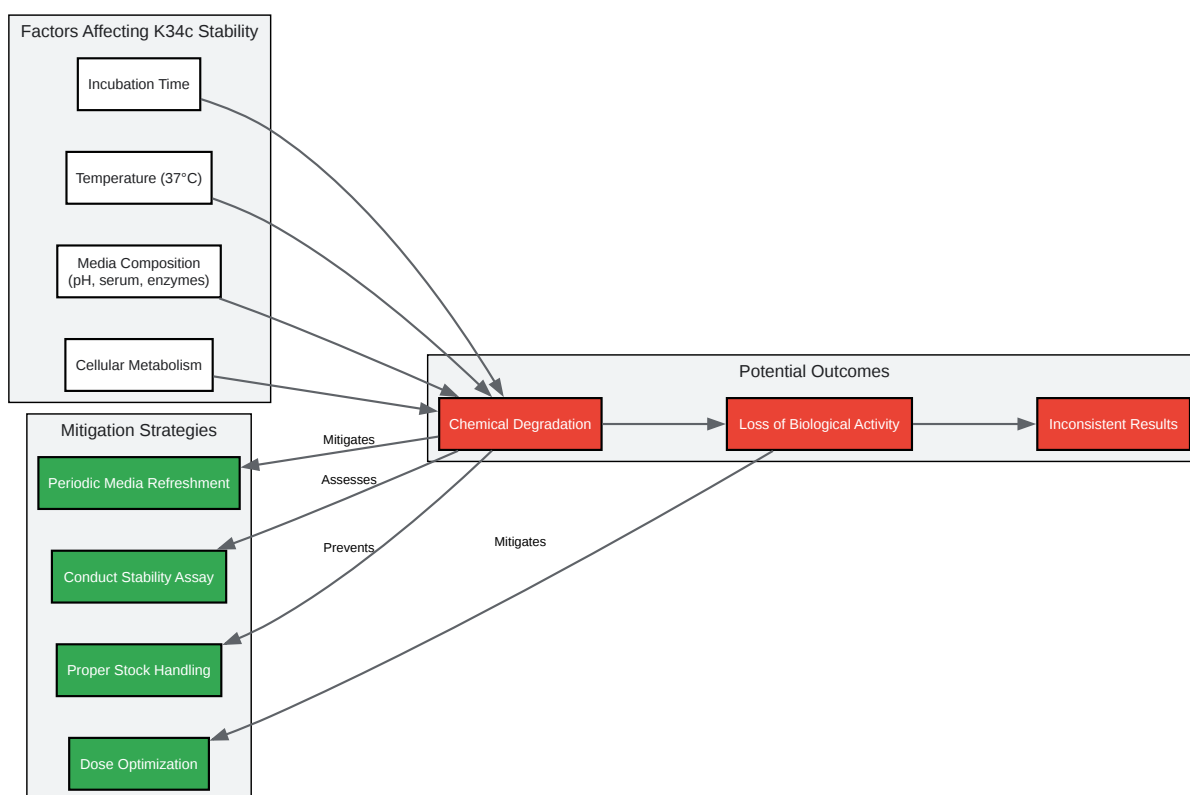 Factors Affecting K34c Stability
Incubation Time
Temperature (37°C)
Media Composition
(pH, serum, enzymes)
Cellular Metabolism
Potential Outcomes
Chemical Degradation
Loss of Biological Activity
Inconsistent Results
Mitigation Strategies
Periodic Media Refreshment
Conduct Stability Assay
Proper Stock Handling
Dose Optimization
Mitigates
Assesses
Prevents
Mitigates